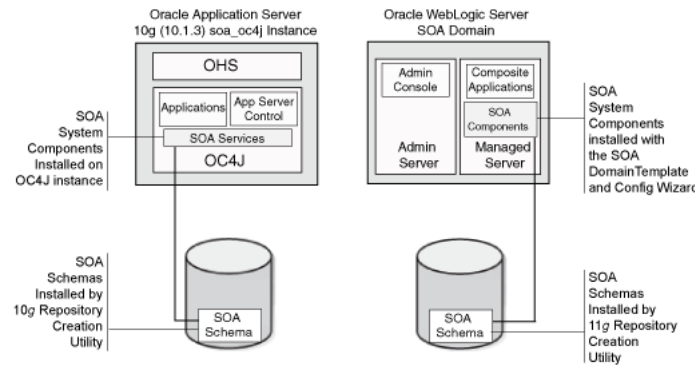 Oracle Application Server
10g (10.1.3) soa_oc4j Instance
OHS
Applications
App Server
Control
SOA Services
OC4J
SOA
System
Components
Installed on
OC4J instance
SOA
Schemas
Installed by
10g Repository
Creation
Utility
SOA
Schema
Oracle WebLogic Server
SOA Domain
Admin
Console
Admin
Server
Composite
Applications
SOA
Components
Managed
Server
SOA
System
Components
installed with
the SOA
DomainTemplate
and Config Wizard
SOA
Schema
SOA
Schemas
Installed by
11g Repository
Creation
Utility